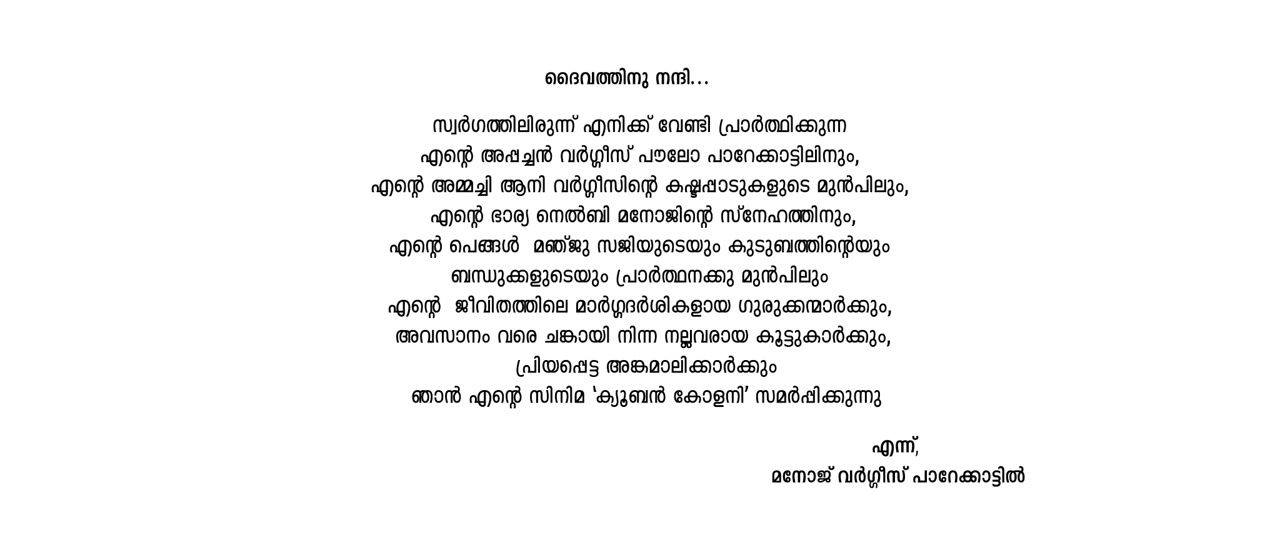 ദൈവത്തിനു നന്ദി...
സ്വർഗത്തിലിരുന്ന് എനിക്ക് വേണ്ടി പ്രാർത്ഥിക്കുന്ന
എന്റെ അപ്പച്ചൻ വർഗ്ഗീസ് പൗലോ പാറേക്കാട്ടിലിനും,
എന്റെ അമ്മച്ചി ആനി വർഗ്ഗീസിന്റെ കഷ്ടപ്പാടുകളുടെ മുൻപിലും,
എന്റെ ഭാര്യ നെൽബി മനോജിന്റെ സ്നേഹത്തിനും,
എന്റെ പെങ്ങൾ മഞ്ജു സജിയുടെയും കുടുബത്തിന്റെയും
ബന്ധുക്കളുടെയും പ്രാർത്ഥനക്കു മുൻപിലും
എന്റെ ജീവിതത്തിലെ മാർഗ്ഗദർശികളായ ഗുരുക്കന്മാർക്കും,
അവസാനം വരെ ചങ്കായി നിന്ന നല്ലവരായ കൂട്ടുകാർക്കും,
പ്രിയപ്പെട്ട അങ്കമാലിക്കാർക്കും
ഞാൻ എന്റെ സിനിമ ‘ക്യൂബൻ കോളനി’ സമർപ്പിക്കുന്നു
എന്ന്,
മനോജ് വർഗ്ഗീസ് പാറേക്കാട്ടിൽ